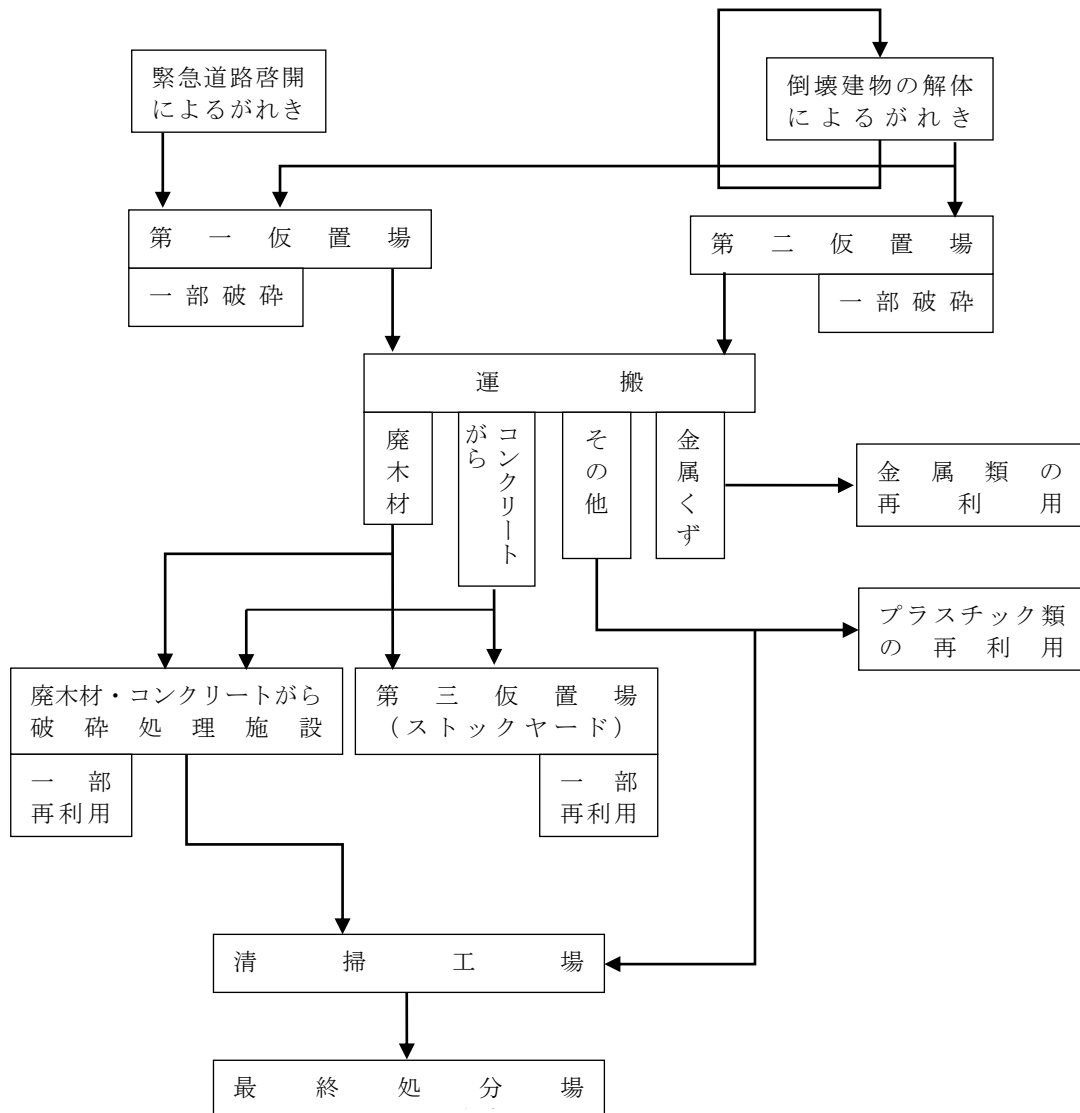 緊急道路啓開
によるがれき
倒壊建物の解体
によるがれき
第一仮置場
一部破砕
第二仮置場
一部破砕
運搬
廃木材
コンクリート
がら
その他
金属くず
金属類の
再利用
プラスチック類
の再利用
廃木材・コンクリートがら
破砕処理施設
一部
再利用
第三仮置場
(ストックヤード)
一部
再利用
清掃工場
最終処分場